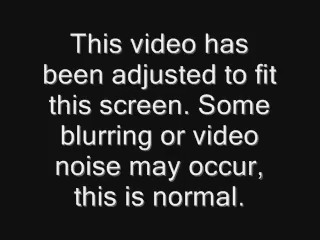 This video has
been adjusted to fit
this screen. Some
blurring or video
noise may occur,
this is normal.